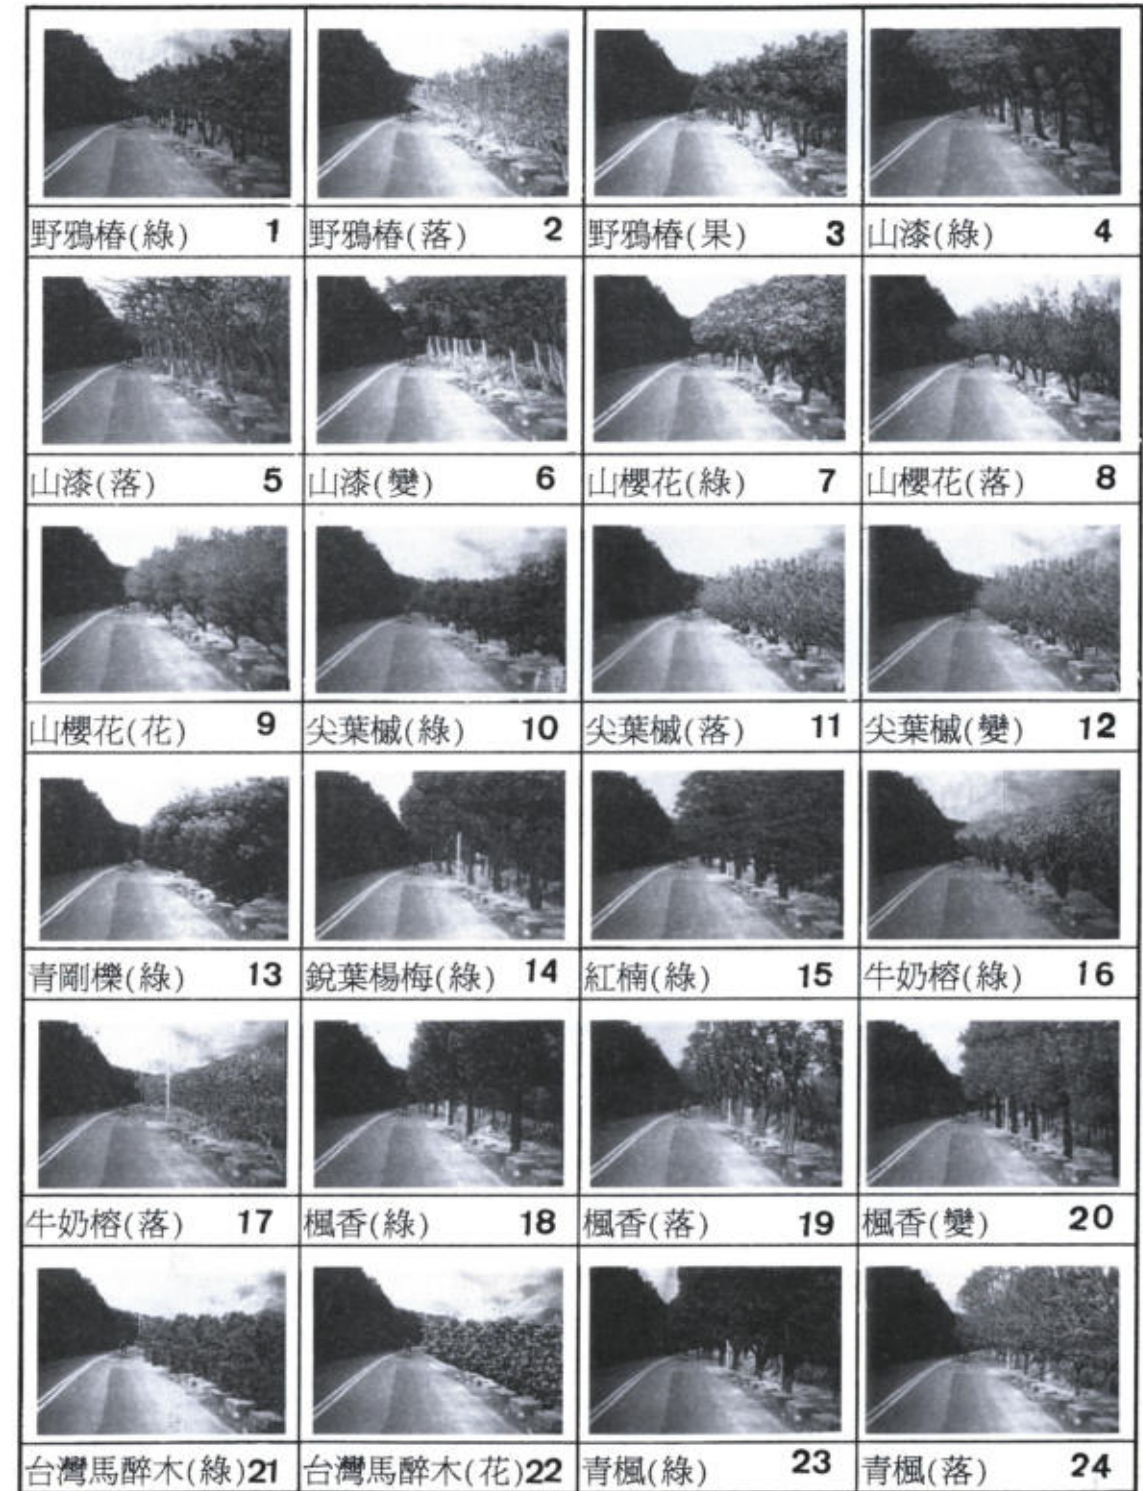 野鴉椿(綠) 1
野鴉椿(落) 2
野鴉椿(果) 3
山漆(綠) 4
山漆(落) 5
山漆(變) 6
山櫻花(綠) 7
山櫻花(落) 8
山櫻花(花) 9
尖葉槭(綠) 10
尖葉槭(落) 11
尖葉槭(變) 12
青剛櫟(綠) 13
銳葉楊梅(綠) 14
紅楠(綠) 15
牛奶榕(綠) 16
牛奶榕(落) 17
楓香(綠) 18
楓香(落) 19
楓香(變) 20
台灣馬醉木(綠)21
台灣馬醉木(花)22
青楓(綠) 23
青楓(落) 24